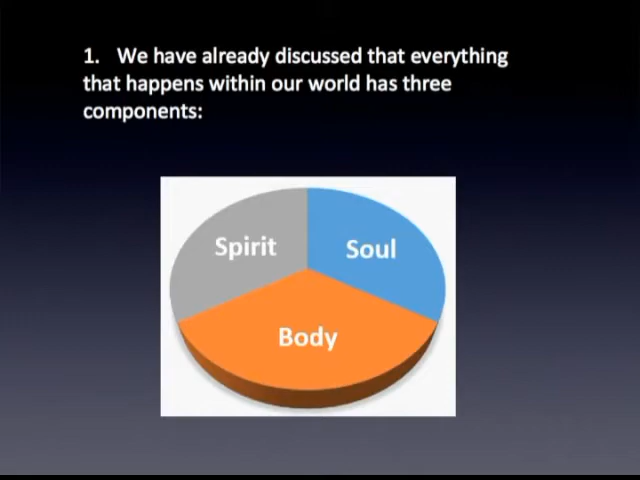 1. We have already discussed that everything
that happens within our world has three
components:
Spirit
Soul
Body